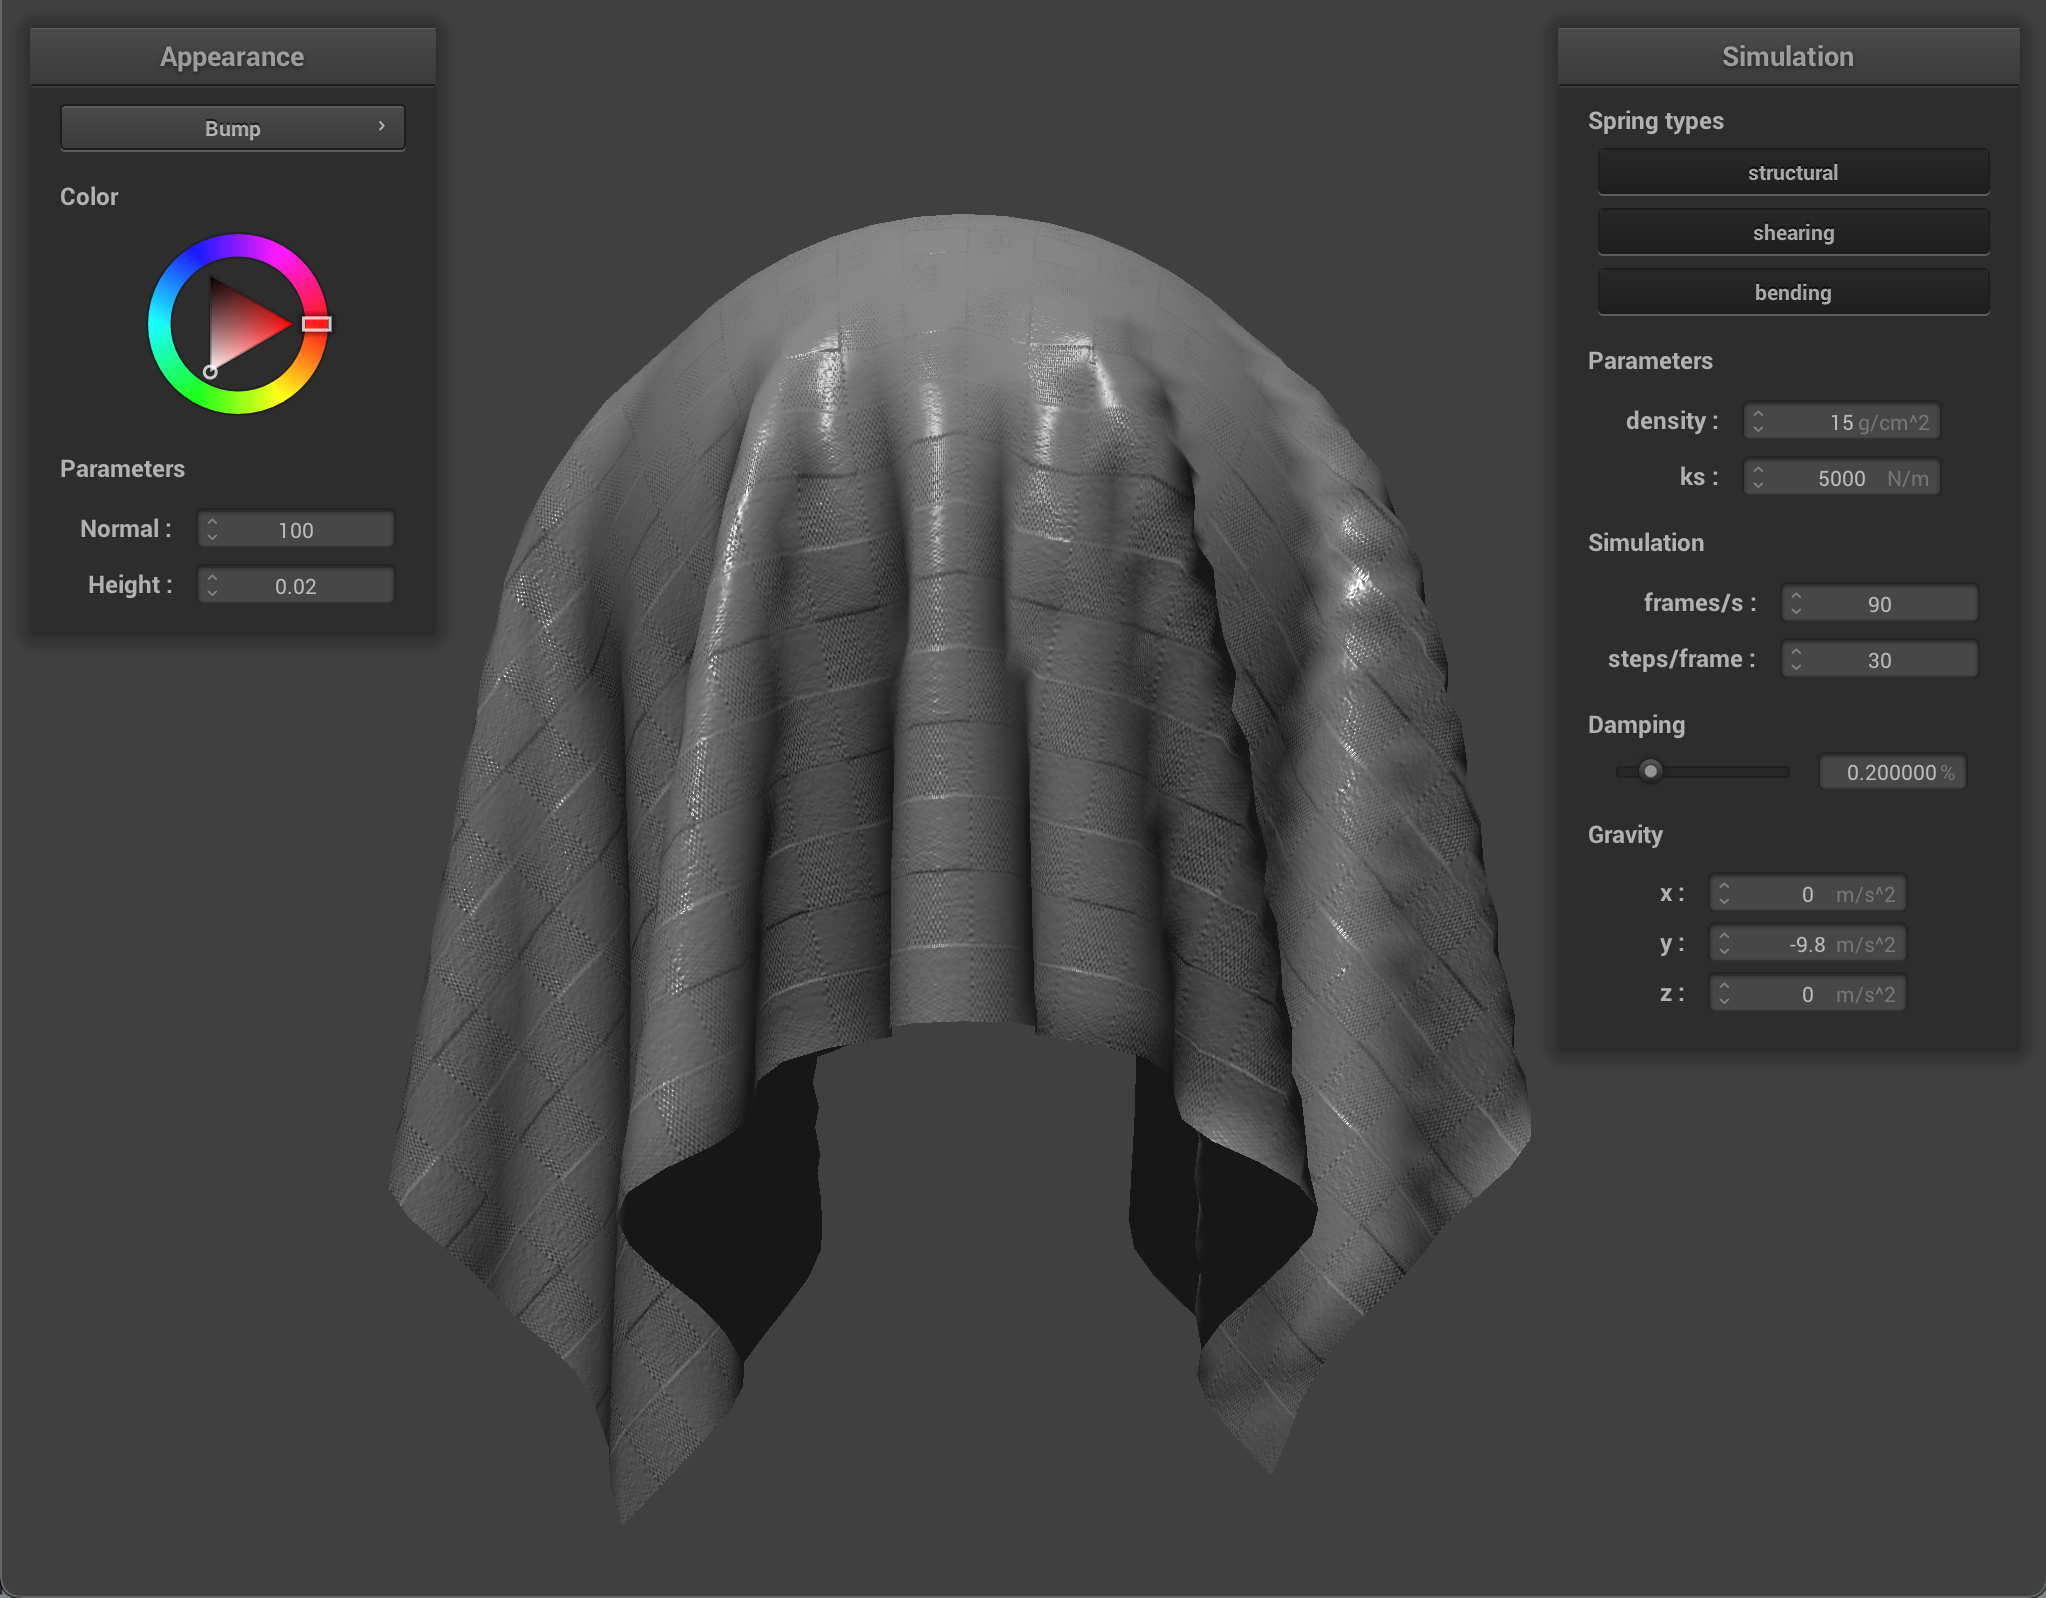 Appearance
Bump
Color
Parameters
Normal : 100
Height : 0.02
Simulation
Spring types
structural
shearing
bending
Parameters
density : 15 g/cm^2
ks : 5000 N/m
Simulation
frames/s : 90
steps/frame : 30
Damping
0.200000 %
Gravity
x : 0 m/s^2
y : -9.8 m/s^2
z : 0 m/s^2